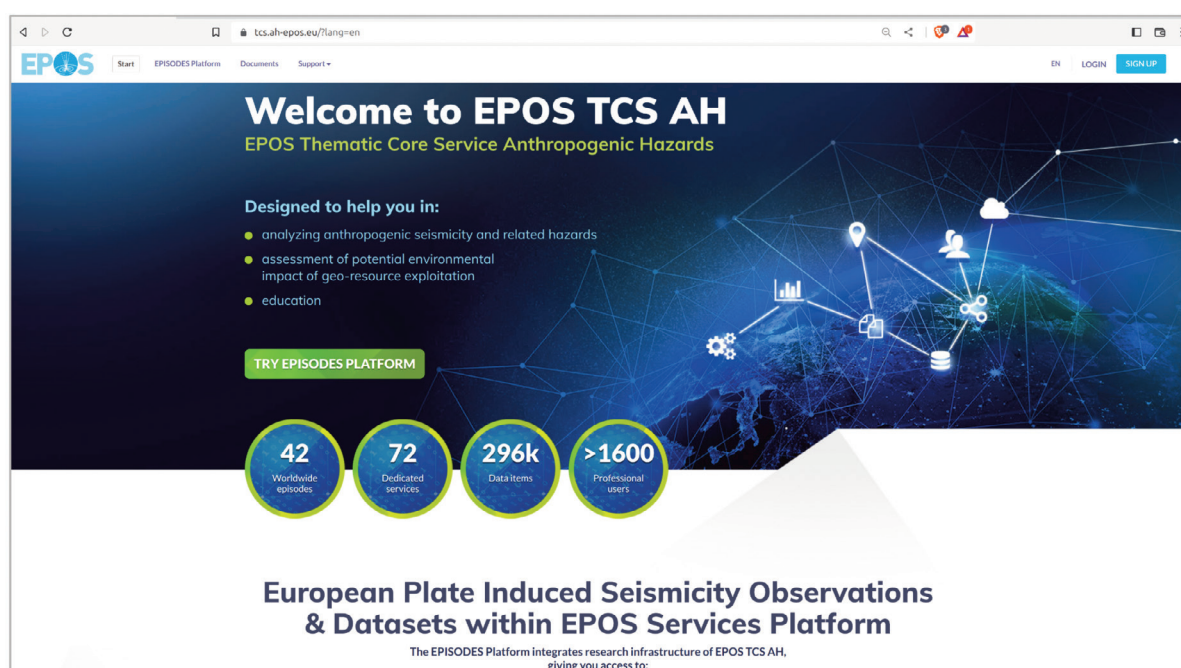 tcs.ah-epos.eu/?lang=en
EPOS Start EPISODES Platform Documents Support EN LOGIN SIGN UP
Welcome to EPOS TCS AH
EPOS Thematic Core Service Anthropogenic Hazards
Designed to help you in:
analyzing anthropogenic seismicity and related hazards
assessment of potential environmental
impact of geo-resource exploitation
education
TRY EPISODES PLATFORM
42
Worldwide
episodes
72
Dedicated
services
296k
Data items
>1600
Professional
users
European Plate Induced Seismicity Observations
& Datasets within EPOS Services Platform
The EPISODES Platform integrates research infrastructure of EPOS TCS AH,
giving you access to: